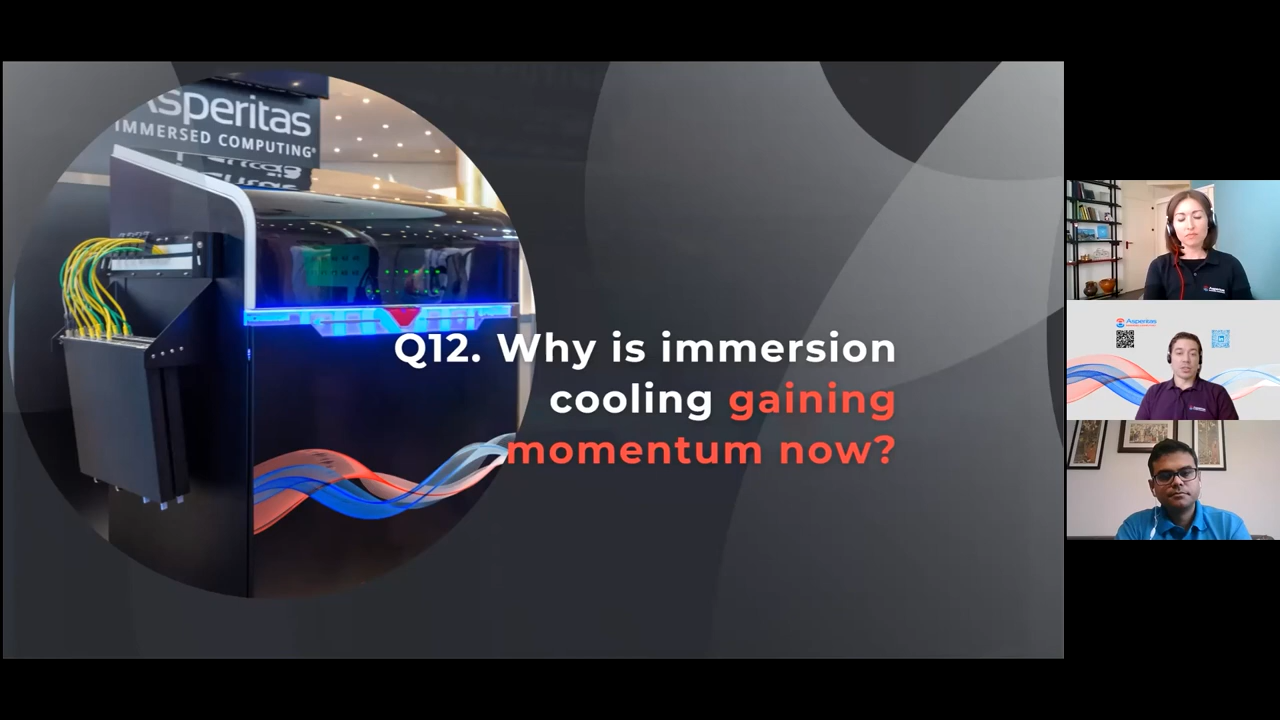 Asperitas
IMMERSED COMPUTING®
Q12. Why is immersion
cooling gaining
momentum now?
Asperitas